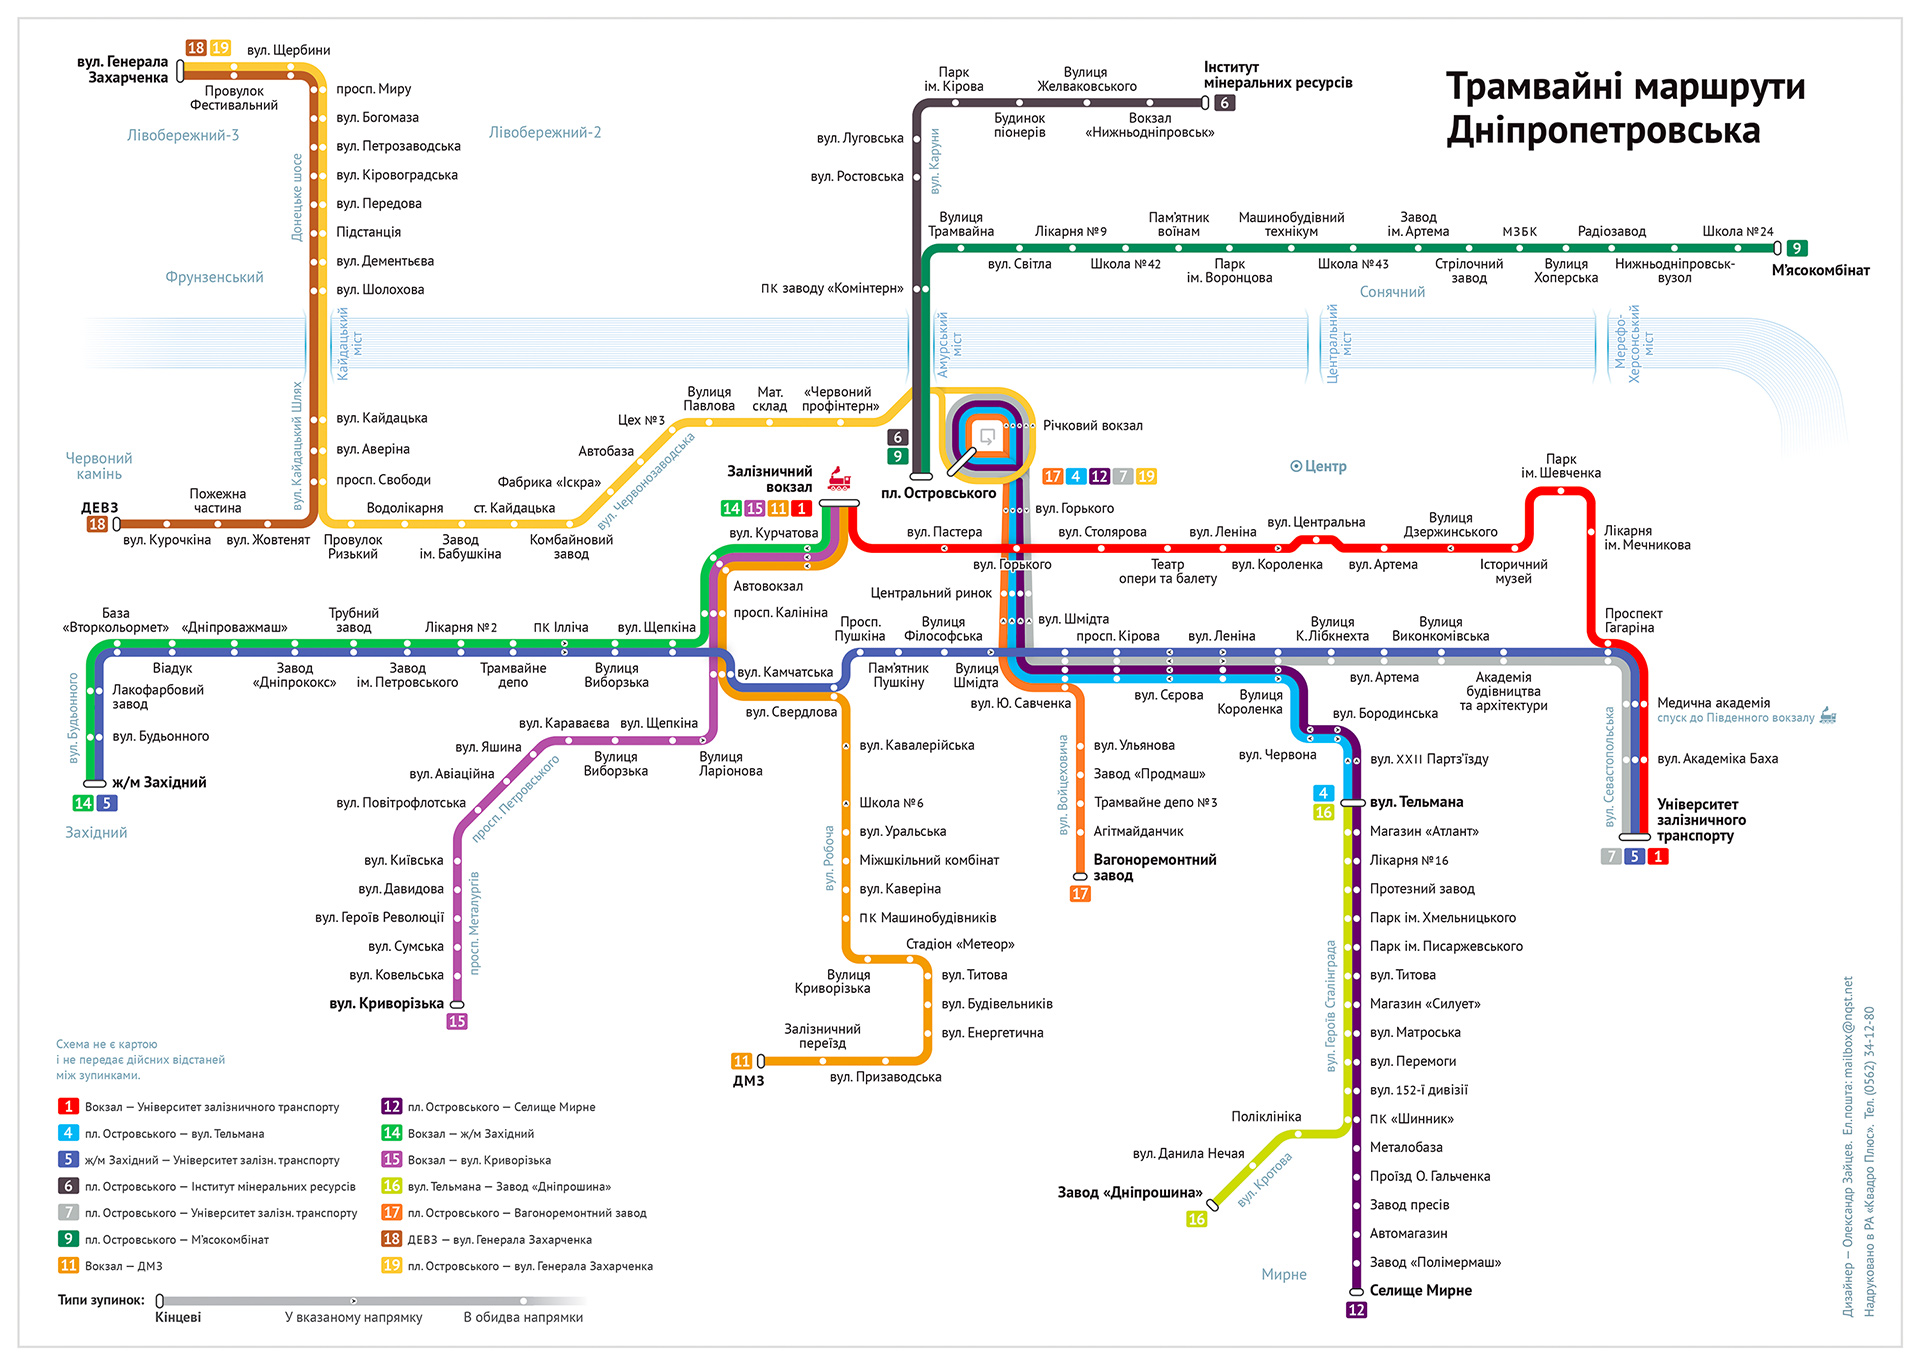 Трамвайні маршрути
Дніпропетровська
18 19
вул. Генерала
Захарченка
вул. Щербини
Провулок
Фестивальний
просп. Миру
вул. Богомаза
вул. Петрозаводська
вул. Кіровоградська
вул. Передова
Підстанція
вул. Дементьєва
вул. Шолохова
Лівобережний-3
Лівобережний-2
Донецьке шосе
Фрунзенський
Кайдацький
міст
вул. Кайдацький Шлях
вул. Кайдацька
вул. Аверіна
просп. Свободи
Червоний
камінь
ДЕВЗ
18
Пожежна
частина
вул. Курочкіна
вул. Жовтенят
Провулок
Ризький
Водолікарня
Завод
ім. Бабушкіна
ст. Кайдацька
Комбайновий
завод
Фабрика «Іскра»
Автобаза
Цех №3
вул. Червонозаводська
Вулиця
Павлова
Мат.
склад
«Червоний
профінтерн»
Парк
ім. Кірова
Вулиця
Желваковського
Інститут
мінеральних ресурсів
6
Будинок
піонерів
Вокзал
«Нижньодніпровськ»
вул. Луговська
вул. Ростовська
вул. Каруни
ПК заводу «Комінтерн»
Вулиця
Трамвайна
вул. Світла
Лікарня №9
Школа №42
Пам'ятник
воїнам
Парк
ім. Воронцова
Машинобудівний
технікум
Школа №43
Завод
ім. Артема
Стрілочний
завод
МЗБК
Вулиця
Хоперська
Радіозавод
Нижньодніпровськ-
вузол
Школа №24
9
М'ясокомбінат
Сонячний
Амурський
міст
Центральний
міст
Мерефо-
Херсонський
міст
6
9
пл. Островського
Річковий вокзал
17 4 12 7 19
Центр
вул. Горького
Залізничний
вокзал
14 15 11 1
вул. Курчатова
Автовокзал
просп. Калініна
вул. Пастера
вул. Горького
вул. Столярова
Театр
опери та балету
вул. Леніна
вул. Короленка
вул. Центральна
вул. Артема
Вулиця
Дзержинського
Історичний
музей
Парк
ім. Шевченка
Лікарня
ім. Мечникова
Проспект
Гагаріна
Центральний ринок
вул. Шмідта
База
«Вторкольормет»
Віадук
«Дніпроважмаш»
Завод
«Дніпрококс»
Трубний
завод
Завод
ім. Петровського
Лікарня №2
Трамвайне
депо
ПК Ілліча
Вулиця
Виборзька
вул. Щепкіна
вул. Камчатська
вул. Свердлова
Просп.
Пушкіна
Пам'ятник
Пушкіну
Вулиця
Філософська
Вулиця
Шмідта
просп. Кірова
вул. Сєрова
вул. Леніна
Вулиця
Короленка
Вулиця
К.Лібкнехта
вул. Артема
Вулиця
Виконкомівська
Академія
будівництва
та архітектури
вул. Будьонного
Лакофарбовий
завод
вул. Будьонного
ж/м Західний
14 5
Західний
вул. Караваєва
вул. Щепкіна
Вулиця
Виборзька
Вулиця
Ларіонова
вул. Яшина
вул. Авіаційна
вул. Повітрофлотська
просп. Петровського
вул. Київська
вул. Давидова
вул. Героїв Революції
вул. Сумська
вул. Ковельська
вул. Криворізька
15
просп. Металургів
вул. Кавалерійська
Школа №6
вул. Уральська
Міжшкільний комбінат
вул. Каверіна
ПК Машинобудівників
вул. Робоча
Стадіон «Метеор»
Вулиця
Криворізька
вул. Титова
вул. Будівельників
вул. Енергетична
Залізничний
переїзд
вул. Призаводська
11
ДМЗ
вул. Ю. Савченка
вул. Ульянова
Завод «Продмаш»
Трамвайне депо №3
Агітмайданчик
Вагоноремонтний
завод
17
вул. Войцеховича
вул. Бородинська
вул. Червона
вул. XXII Партз'їзду
4
16
вул. Тельмана
Магазин «Атлант»
Лікарня №16
Протезний завод
Парк ім. Хмельницького
Парк ім. Писаржевського
вул. Титова
Магазин «Силует»
вул. Матроська
вул. Перемоги
вул. 152-ї дивізії
ПК «Шинник»
Металобаза
Проїзд О. Гальченка
Завод пресів
Автомагазин
Завод «Полімермаш»
Селище Мирне
12
Мирне
вул. Героїв Сталінграда
Поліклініка
вул. Данила Нечая
Завод «Дніпрошина»
16
вул. Кротова
Медична академія
спуск до Південного вокзалу
вул. Академіка Баха
вул. Севастопольська
Університет
залізничного
транспорту
7 5 1
Схема не є картою
і не передає дійсних відстаней
між зупинками.
1 Вокзал — Університет залізничного транспорту
4 пл. Островського — вул. Тельмана
5 ж/м Західний — Університет залізн. транспорту
6 пл. Островського — Інститут мінеральних ресурсів
7 пл. Островського — Університет залізн. транспорту
9 пл. Островського — М'ясокомбінат
11 Вокзал — ДМЗ
12 пл. Островського — Селище Мирне
14 Вокзал — ж/м Західний
15 Вокзал — вул. Криворізька
16 вул. Тельмана — Завод «Дніпрошина»
17 пл. Островського — Вагоноремонтний завод
18 ДЕВЗ — вул. Генерала Захарченка
19 пл. Островського — вул. Генерала Захарченка
Типи зупинок:
Кінцеві
У вказаному напрямку
В обидва напрямки
Дизайнер — Олександр Зайцев. Ел.пошта: mailbox@nqst.net
Надруковано в РА «Квадро Плюс». Тел. (0562) 34-12-80